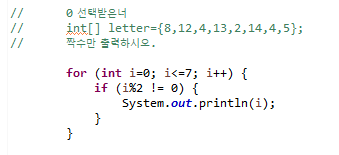 //      0 선택받은너
//      int[] letter={8,12,4,13,2,14,4,5};
//      짝수만 출력하시오.
        for (int i=0; i<=7; i++) {
            if (i%2 != 0) {
                System.out.println(i);
            }
        }